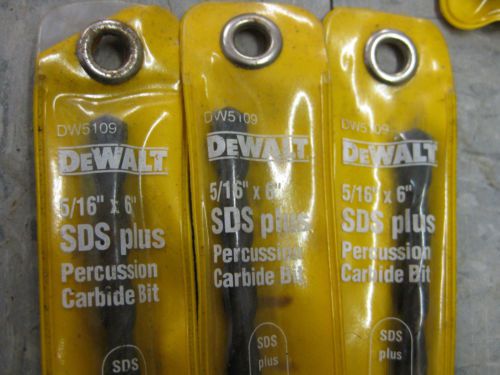 DW5109
DEWALT
5/16" x 6"
SDS plus
Percussion
Carbide Bit
SDS
DW5109
DEWALT
5/16" x 6"
SDS plus
Percussion
Carbide Bit
SDS
plus
DW5109
DEWALT
5/16" x 6"
SDS plus
Percussion
Carbide Bit
SDS
plus